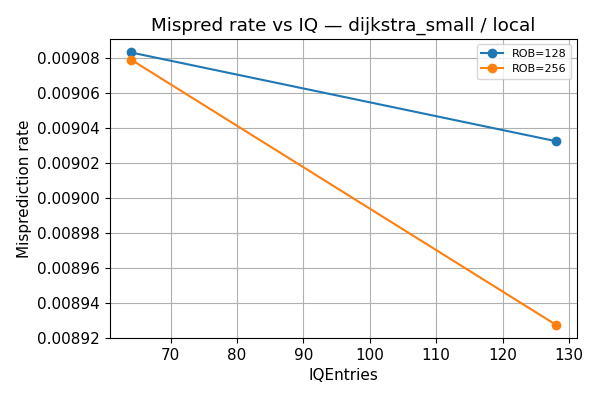 Mispred rate vs IQ — dijkstra_small / local
Misprediction rate
0.00908
0.00906
0.00904
0.00902
0.00900
0.00898
0.00896
0.00894
0.00892
ROB=128
ROB=256
70 80 90 100 110 120 130
IQEntries